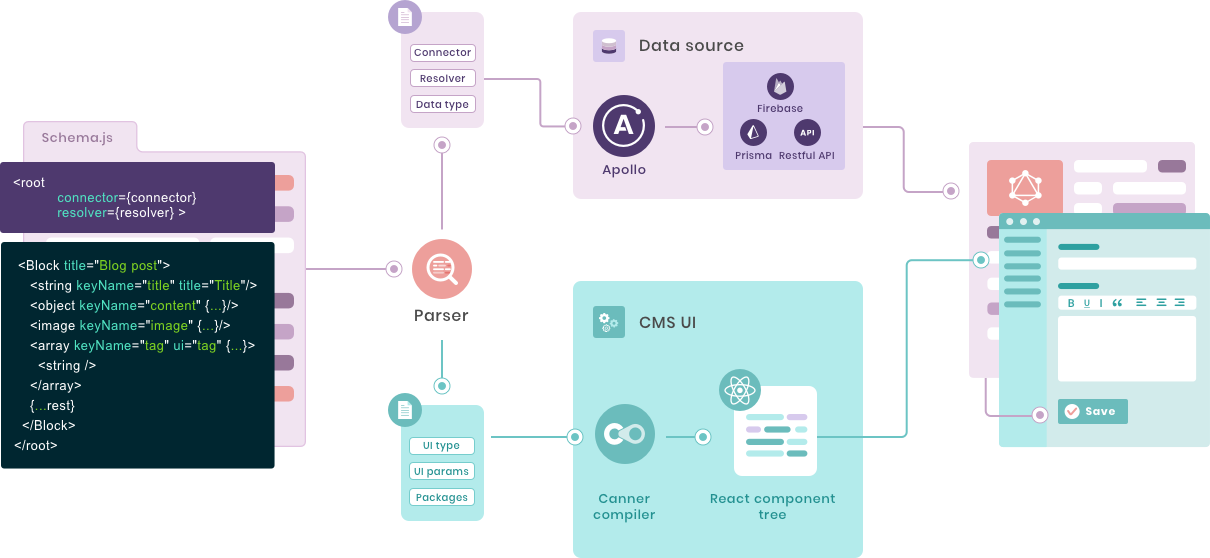 Schema.js
<root
connector={connector}
resolver={resolver} >
<Block title="Blog post">
<string keyName="title" title="Title"/>
<object keyName="content" {...}/>
<image keyName="image" {...}/>
<array keyName="tag" ui="tag" {...}>
<string />
</array>
{...rest}
</Block>
</root>
Connector
Resolver
Data type
Parser
UI type
UI params
Packages
Data source
A
Apollo
Firebase
Prisma
API
Restful API
CMS UI
Canner
compiler
React component
tree
B U I “
Save